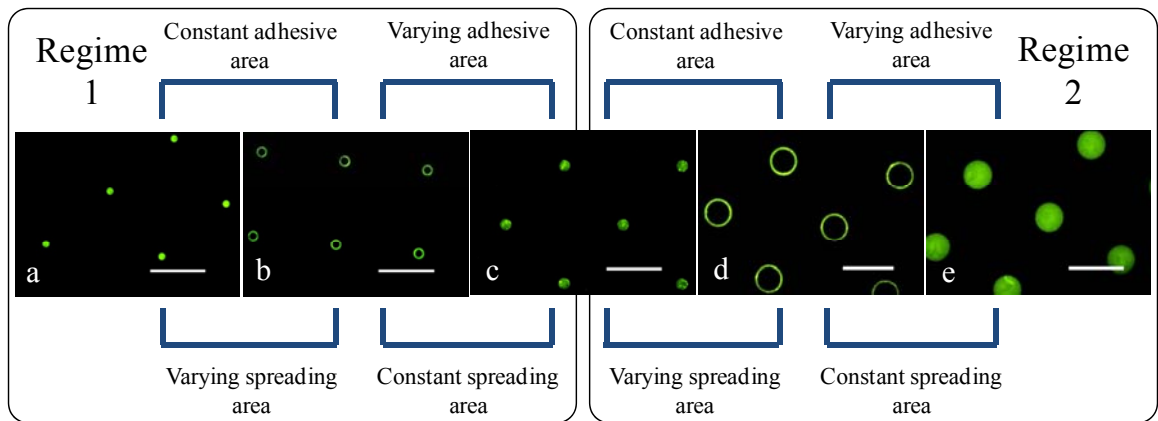 Regime
1
Constant adhesive
area
Varying adhesive
area
Constant adhesive
area
Varying adhesive
area
Regime
2
a
b
c
d
e
Varying spreading
area
Constant spreading
area
Varying spreading
area
Constant spreading
area